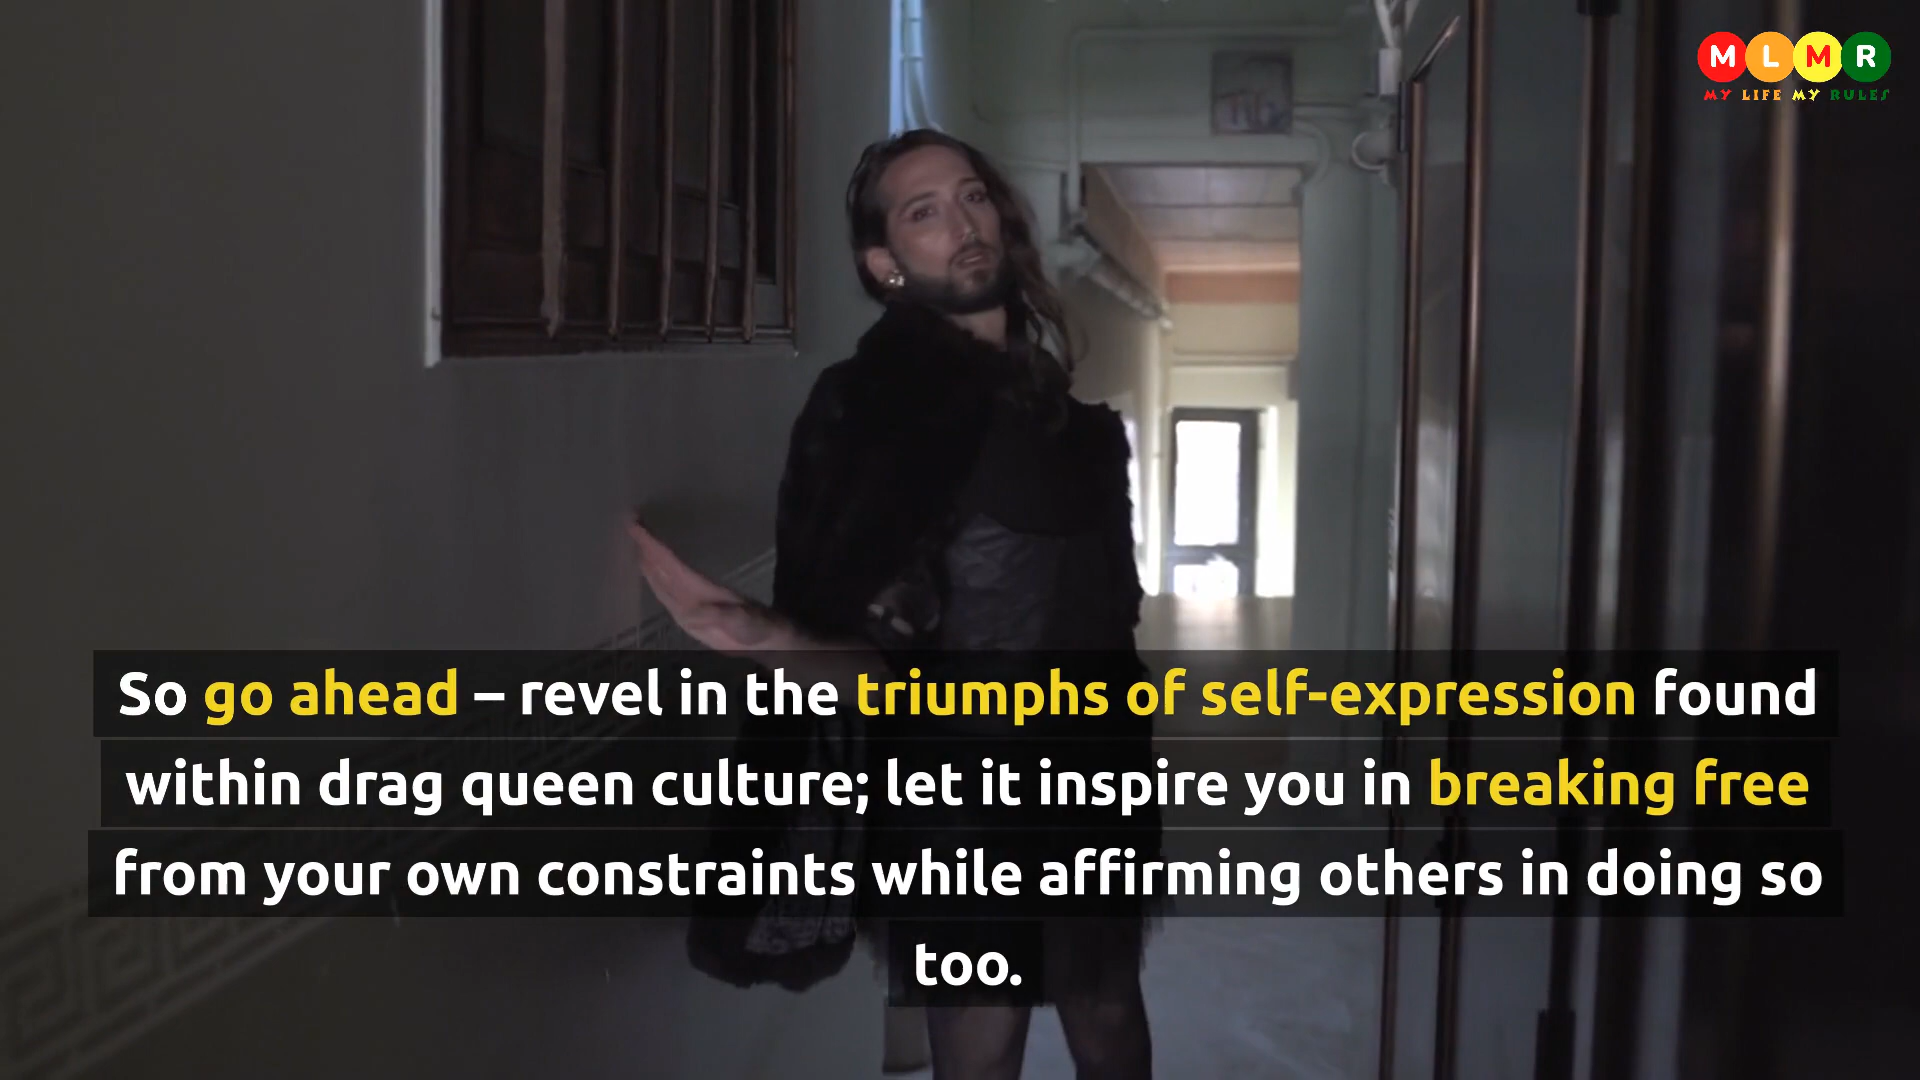 M L M R
MY LIFE MY RULES
So go ahead – revel in the triumphs of self-expression found
within drag queen culture; let it inspire you in breaking free
from your own constraints while affirming others in doing so
too.